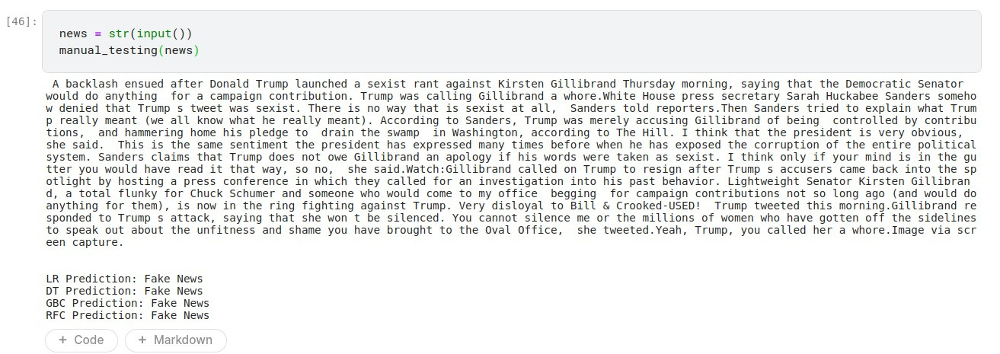 [46]:
news = str(input())
manual_testing(news)
A backlash ensued after Donald Trump launched a sexist rant against Kirsten Gillibrand Thursday morning, saying that the Democratic Senator
would do anything  for a campaign contribution. Trump was calling Gillibrand a whore.White House press secretary Sarah Huckabee Sanders someho
w denied that Trump s tweet was sexist. There is no way that is sexist at all,  Sanders told reporters.Then Sanders tried to explain what Trum
p really meant (we all know what he really meant). According to Sanders, Trump was merely accusing Gillibrand of being  controlled by contribu
tions,  and hammering home his pledge to  drain the swamp  in Washington, according to The Hill. I think that the president is very obvious,
she said.  This is the same sentiment the president has expressed many times before when he has exposed the corruption of the entire political
system. Sanders claims that Trump does not owe Gillibrand an apology if his words were taken as sexist. I think only if your mind is in the gu
tter you would have read it that way, so no,  she said.Watch:Gillibrand called on Trump to resign after Trump s accusers came back into the sp
otlight by hosting a press conference in which they called for an investigation into his past behavior. Lightweight Senator Kirsten Gillibran
d, a total flunky for Chuck Schumer and someone who would come to my office  begging  for campaign contributions not so long ago (and would do
anything for them), is now in the ring fighting against Trump. Very disloyal to Bill & Crooked-USED!  Trump tweeted this morning.Gillibrand re
sponded to Trump s attack, saying that she won t be silenced. You cannot silence me or the millions of women who have gotten off the sidelines
to speak out about the unfitness and shame you have brought to the Oval Office,  she tweeted.Yeah, Trump, you called her a whore.Image via scr
een capture.
LR Prediction: Fake News
DT Prediction: Fake News
GBC Prediction: Fake News
RFC Prediction: Fake News
+ Code + Markdown